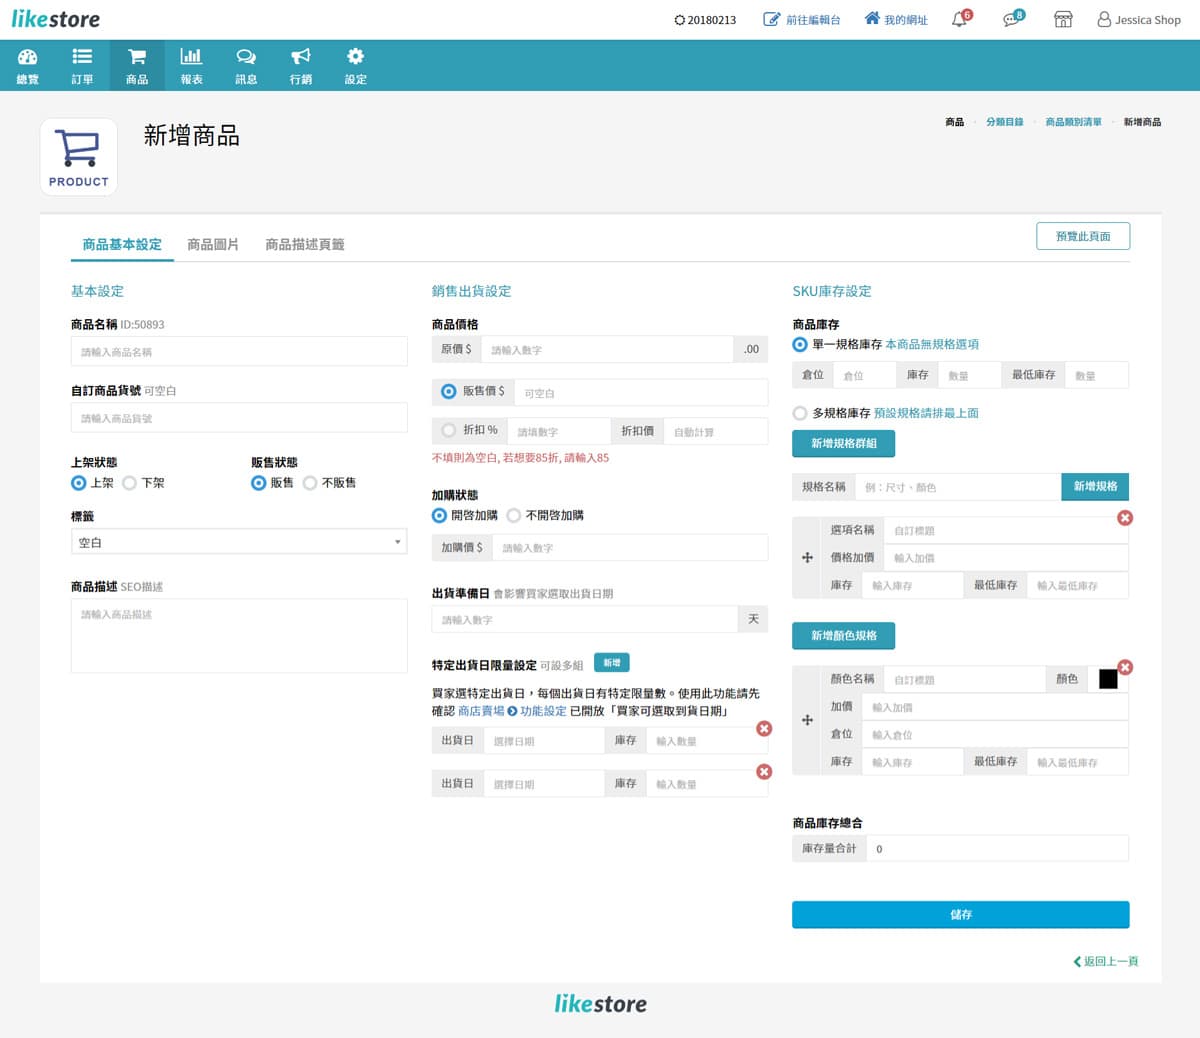 likestore
20180213 前往編輯台 我的網址 6 8 Jessica Shop
總覽 訂單 商品 報表 訊息 行銷 設定
PRODUCT
新增商品
商品 · 分類目錄 · 商品類別清單 · 新增商品
商品基本設定 商品圖片 商品描述頁籤
預覽此頁面
基本設定
商品名稱 ID:50893
請輸入商品名稱
自訂商品貨號 可空白
請輸入商品貨號
上架狀態 販售狀態
上架 下架 販售 不販售
標籤
空白
商品描述 SEO描述
請輸入商品描述
銷售出貨設定
商品價格
原價 $ 請輸入數字 .00
販售價 $ 可空白
折扣 % 請填數字 折扣價 自動計算
不填則為空白, 若想要85折, 請輸入85
加購狀態
開啓加購 不開啓加購
加購價 $ 請輸入數字
出貨準備日 會影響買家選取出貨日期
請輸入數字 天
特定出貨日限量設定 可設多組 新增
買家選特定出貨日，每個出貨日有特定限量數。使用此功能請先
確認 商店賣場 功能設定 已開放「買家可選取到貨日期」
出貨日 選擇日期 庫存 輸入數量
出貨日 選擇日期 庫存 輸入數量
SKU庫存設定
商品庫存
單一規格庫存 本商品無規格選項
倉位 倉位 庫存 數量 最低庫存 數量
多規格庫存 預設規格請排最上面
新增規格群組
規格名稱 例：尺寸、顏色 新增規格
選項名稱 自訂標題
價格加價 輸入加價
庫存 輸入庫存 最低庫存 輸入最低庫存
新增顏色規格
顏色名稱 自訂標題 顏色
加價 輸入加價
倉位 輸入倉位
庫存 輸入庫存 最低庫存 輸入最低庫存
商品庫存總合
庫存量合計 0
儲存
返回上一頁
likestore